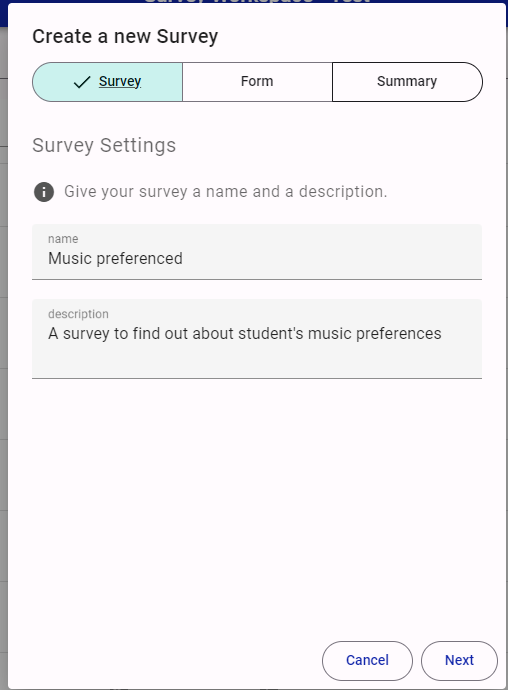 Create a new Survey
Survey Form Summary
Survey Settings
Give your survey a name and a description.
name
Music preferenced
description
A survey to find out about student's music preferences
Cancel Next